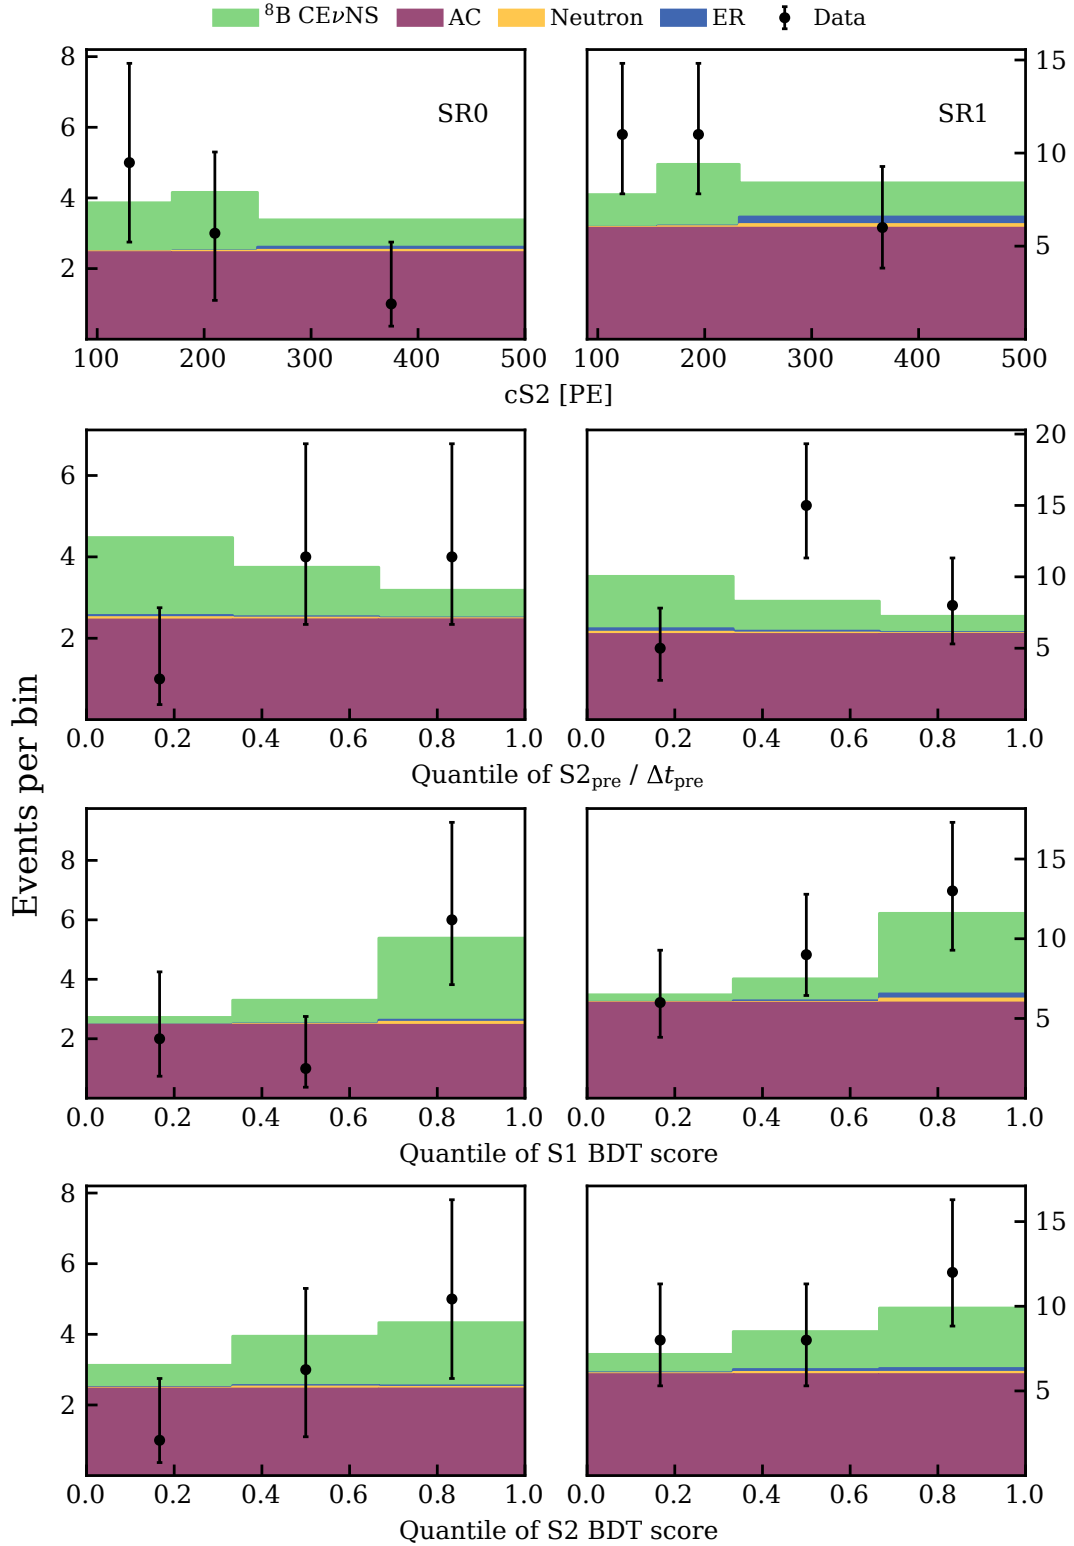 ⁸B CEνNS AC Neutron ER Data
8
6
4
2
SR0
100 200 300 400 500
15
10
5
SR1
100 200 300 400 500
cS2 [PE]
6
4
2
0.0 0.2 0.4 0.6 0.8 1.0
20
15
10
5
0.0 0.2 0.4 0.6 0.8 1.0
Quantile of S2pre / Δtpre
Events per bin
8
6
4
2
0.0 0.2 0.4 0.6 0.8 1.0
15
10
5
0.0 0.2 0.4 0.6 0.8 1.0
Quantile of S1 BDT score
8
6
4
2
0.0 0.2 0.4 0.6 0.8 1.0
15
10
5
0.0 0.2 0.4 0.6 0.8 1.0
Quantile of S2 BDT score